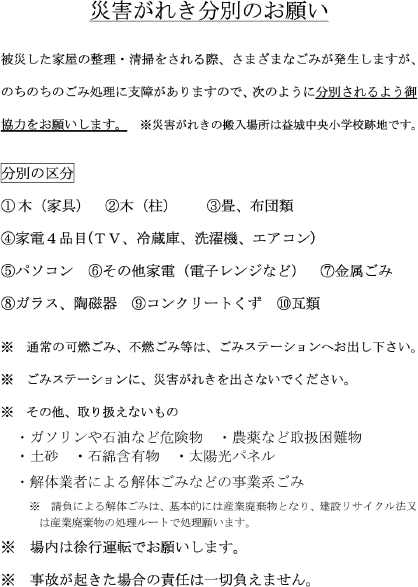 災害がれき分別のお願い
被災した家屋の整理・清掃をされる際、さまざまなごみが発生しますが、
のちのちのごみ処理に支障がありますので、次のように分別されるよう御
協力をお願いします。　※災害がれきの搬入場所は益城中央小学校跡地です。
分別の区分
①木（家具）　②木（柱）　　③畳、布団類
④家電４品目(ＴＶ、冷蔵庫、洗濯機、エアコン)
⑤パソコン　⑥その他家電（電子レンジなど）　⑦金属ごみ
⑧ガラス、陶磁器　⑨コンクリートくず　⑩瓦類
※　通常の可燃ごみ、不燃ごみ等は、ごみステーションへお出し下さい。
※　ごみステーションに、災害がれきを出さないでください。
※　その他、取り扱えないもの
・ガソリンや石油など危険物　・農薬など取扱困難物
・土砂　・石綿含有物　・太陽光パネル
・解体業者による解体ごみなどの事業系ごみ
※　請負による解体ごみは、基本的には産業廃棄物となり、建設リサイクル法又
は産業廃棄物の処理ルートで処理願います。
※　場内は徐行運転でお願いします。
※　事故が起きた場合の責任は一切負えません。